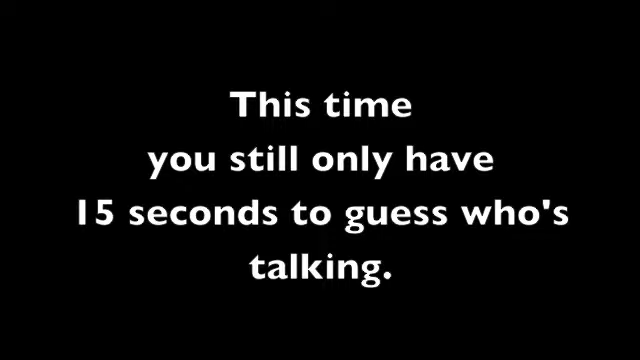 This time
you still only have
15 seconds to guess who's
talking.